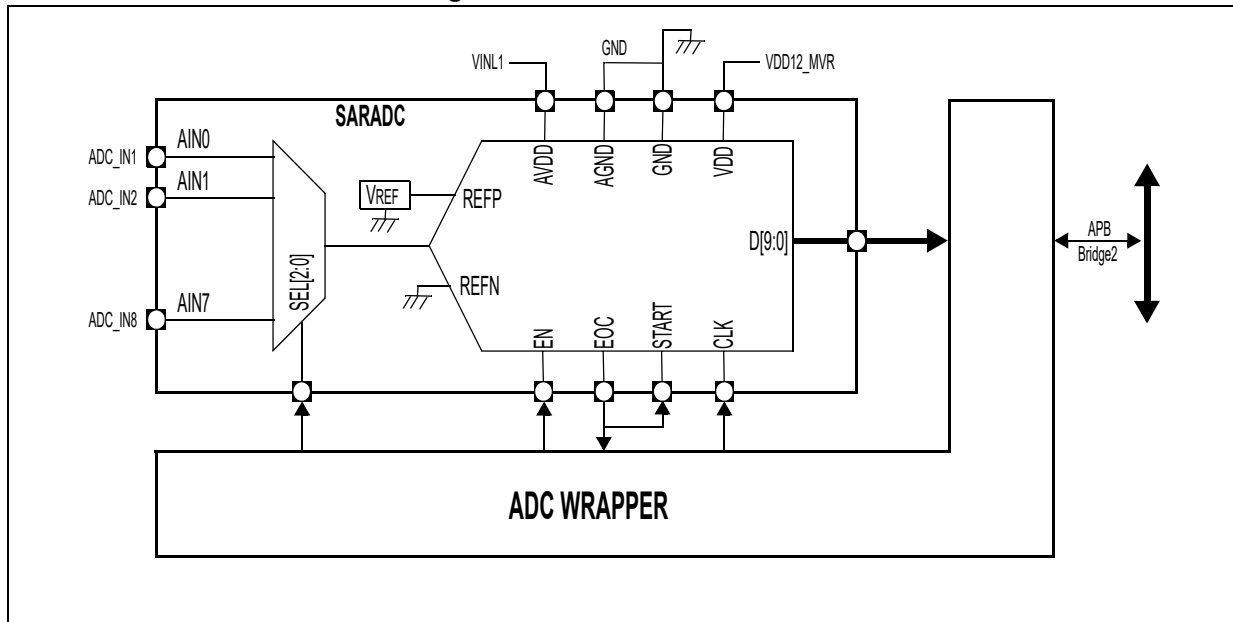 GND
VINL1
VDD12_MVR
SARADC
ADC_IN1
AIN0
ADC_IN2
AIN1
ADC_IN8
AIN7
SEL[2:0]
VREF
REFP
REFN
AVDD
AGND
GND
VDD
D[9:0]
EN
EOC
START
CLK
APB
Bridge2
ADC WRAPPER